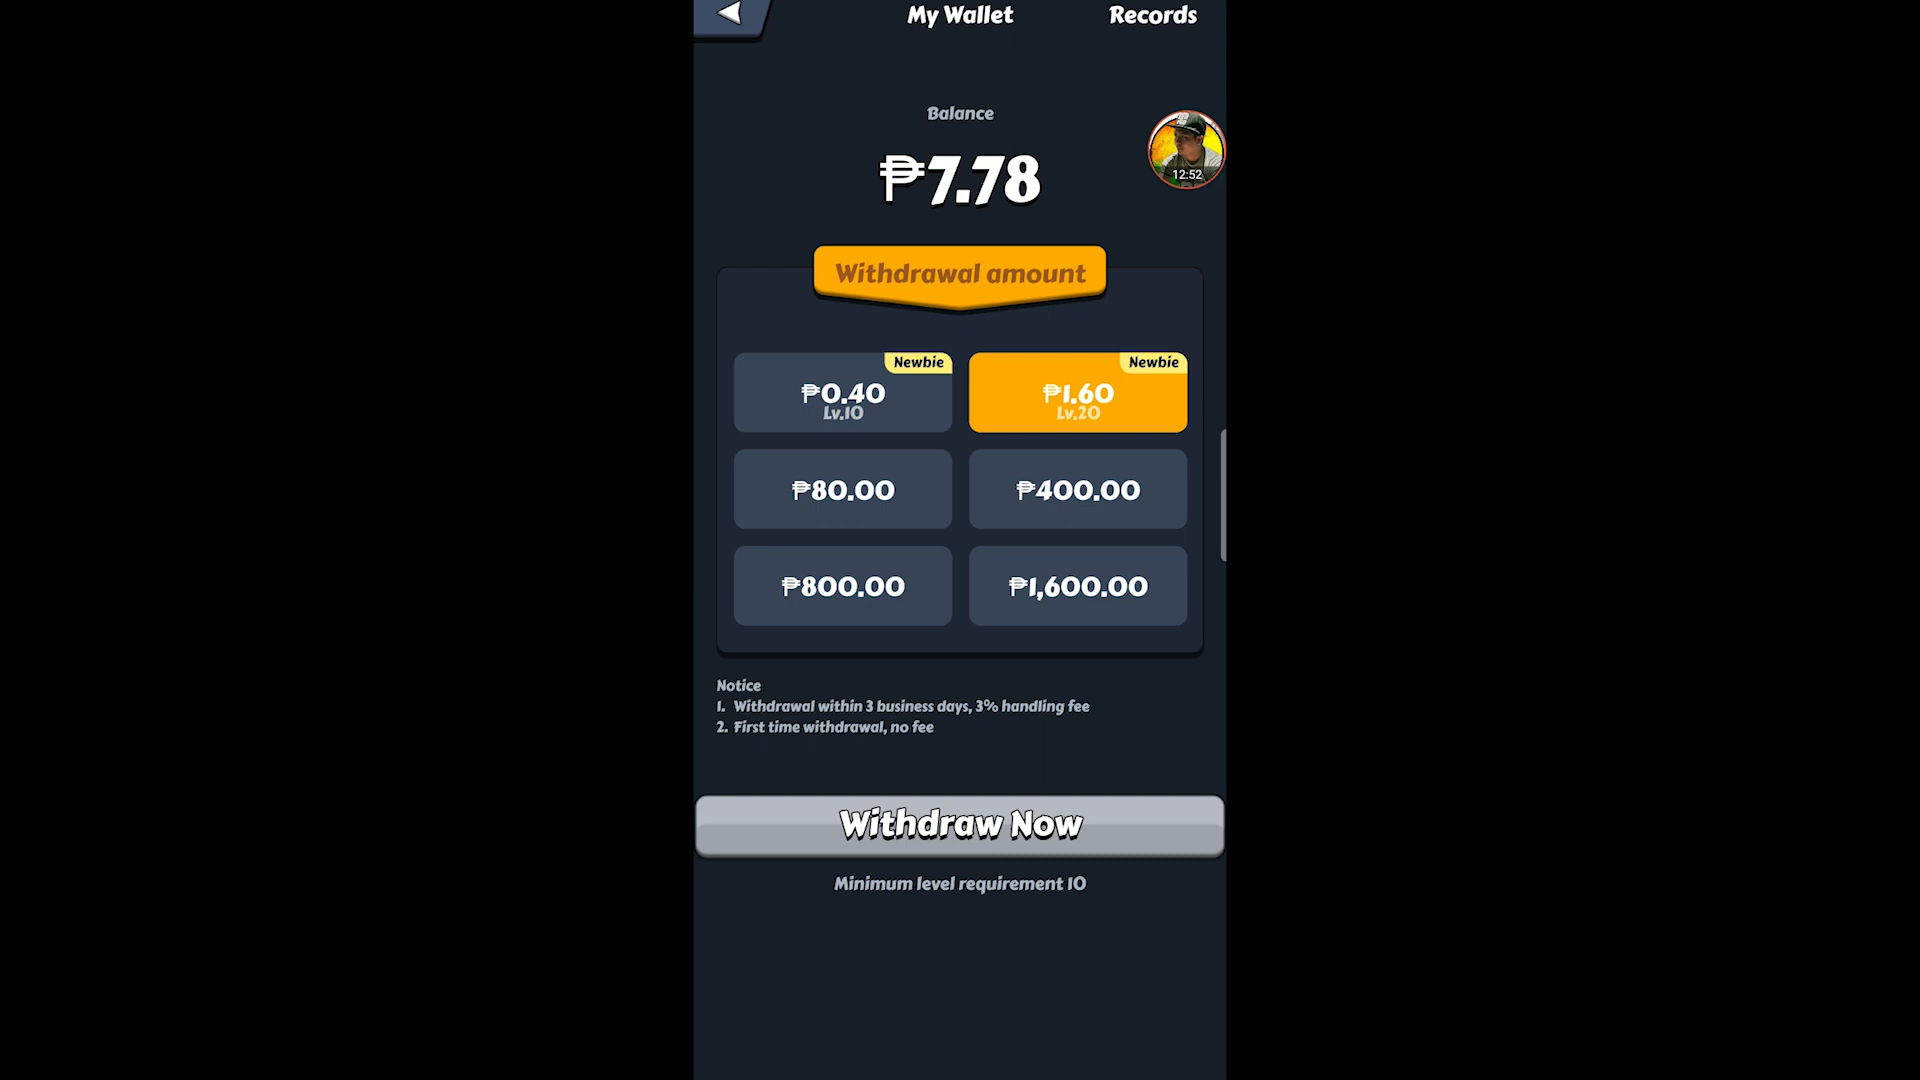 My Wallet
Records
Balance
₱7.78
12:52
Withdrawal amount
Newbie
₱0.40
Lv.10
Newbie
₱1.60
Lv.20
₱80.00
₱400.00
₱800.00
₱1,600.00
Notice
1. Withdrawal within 3 business days, 3% handling fee
2. First time withdrawal, no fee
Withdraw Now
Minimum level requirement 10